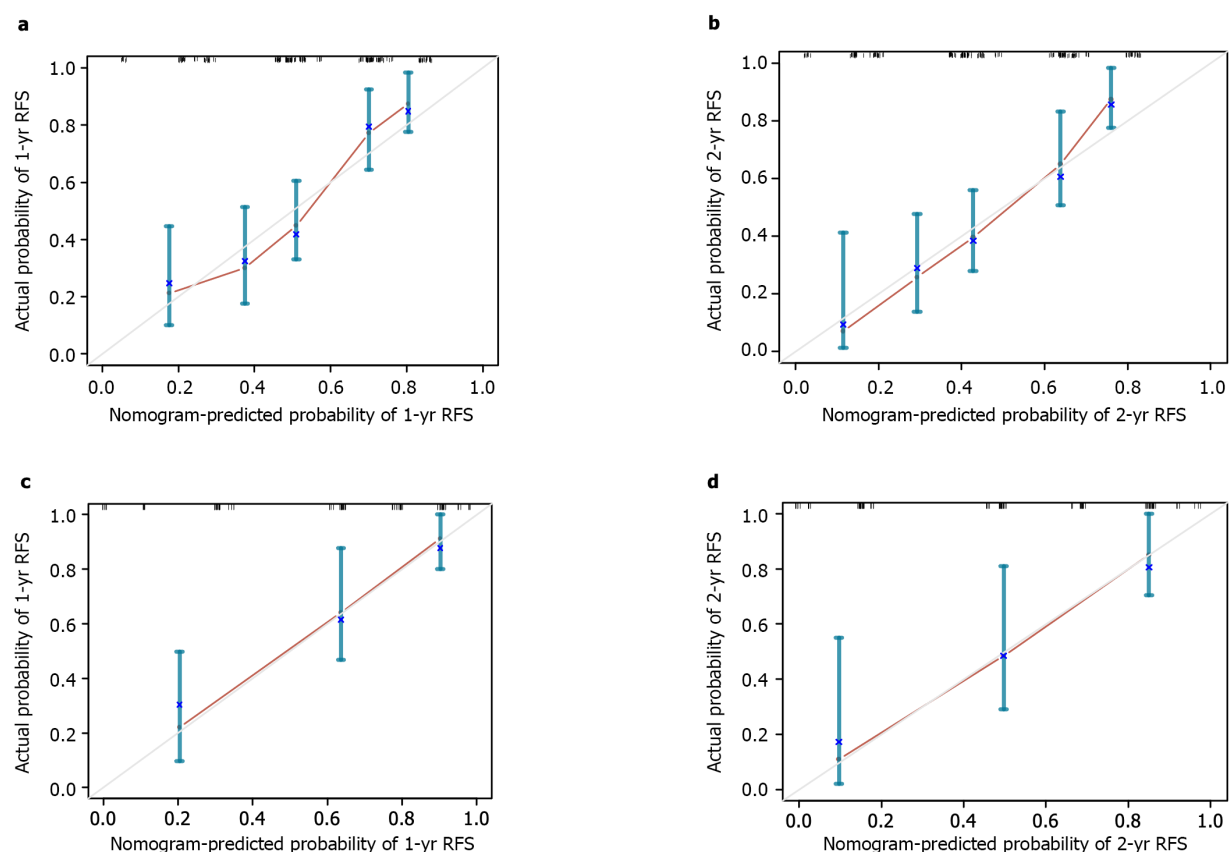 a
Actual probability of 1-yr RFS
1.0
0.8
0.6
0.4
0.2
0.0
0.0 0.2 0.4 0.6 0.8 1.0
Nomogram-predicted probability of 1-yr RFS
b
Actual probability of 2-yr RFS
1.0
0.8
0.6
0.4
0.2
0.0
0.0 0.2 0.4 0.6 0.8 1.0
Nomogram-predicted probability of 2-yr RFS
c
Actual probability of 1-yr RFS
1.0
0.8
0.6
0.4
0.2
0.0
0.0 0.2 0.4 0.6 0.8 1.0
Nomogram-predicted probability of 1-yr RFS
d
Actual probability of 2-yr RFS
1.0
0.8
0.6
0.4
0.2
0.0
0.0 0.2 0.4 0.6 0.8 1.0
Nomogram-predicted probability of 2-yr RFS